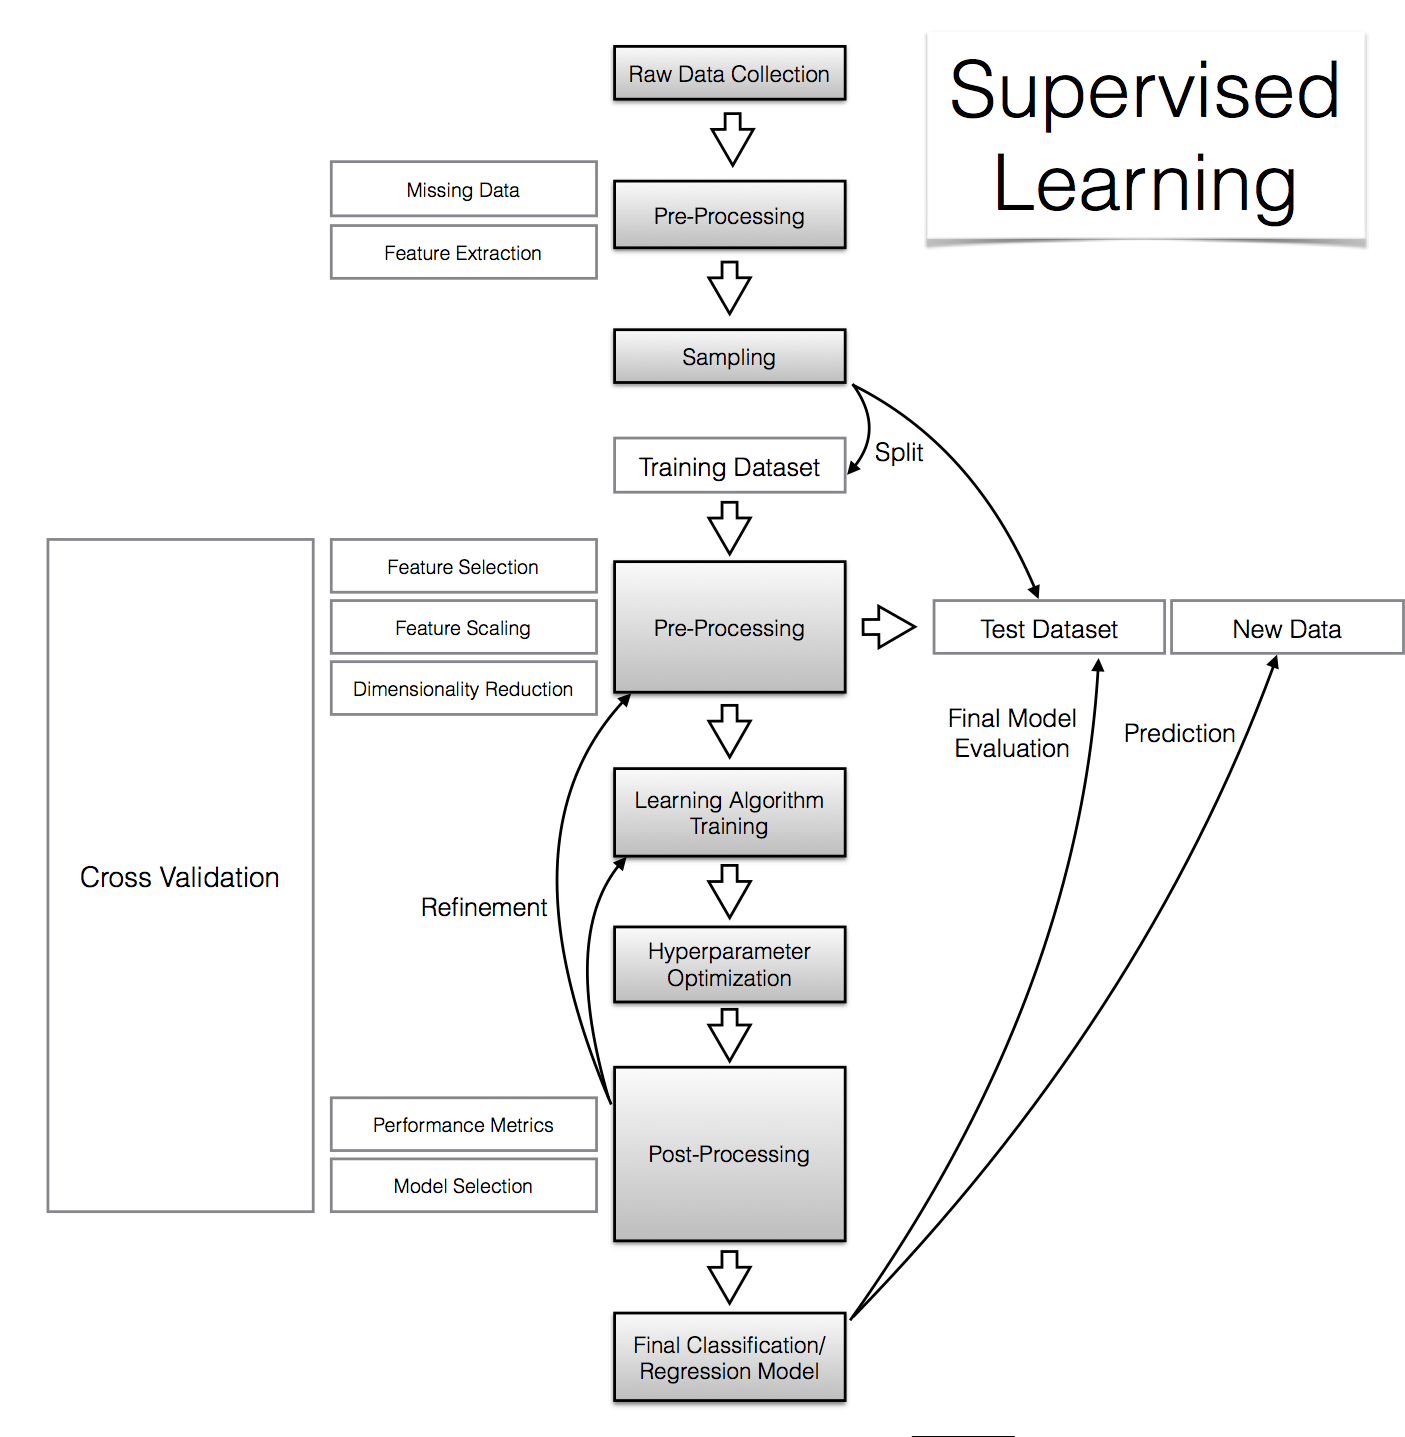 Supervised
Learning
Raw Data Collection
Missing Data
Feature Extraction
Pre-Processing
Sampling
Split
Training Dataset
Cross Validation
Feature Selection
Feature Scaling
Dimensionality Reduction
Pre-Processing
Test Dataset
New Data
Final Model
Evaluation
Prediction
Learning Algorithm
Training
Refinement
Hyperparameter
Optimization
Performance Metrics
Model Selection
Post-Processing
Final Classification/
Regression Model